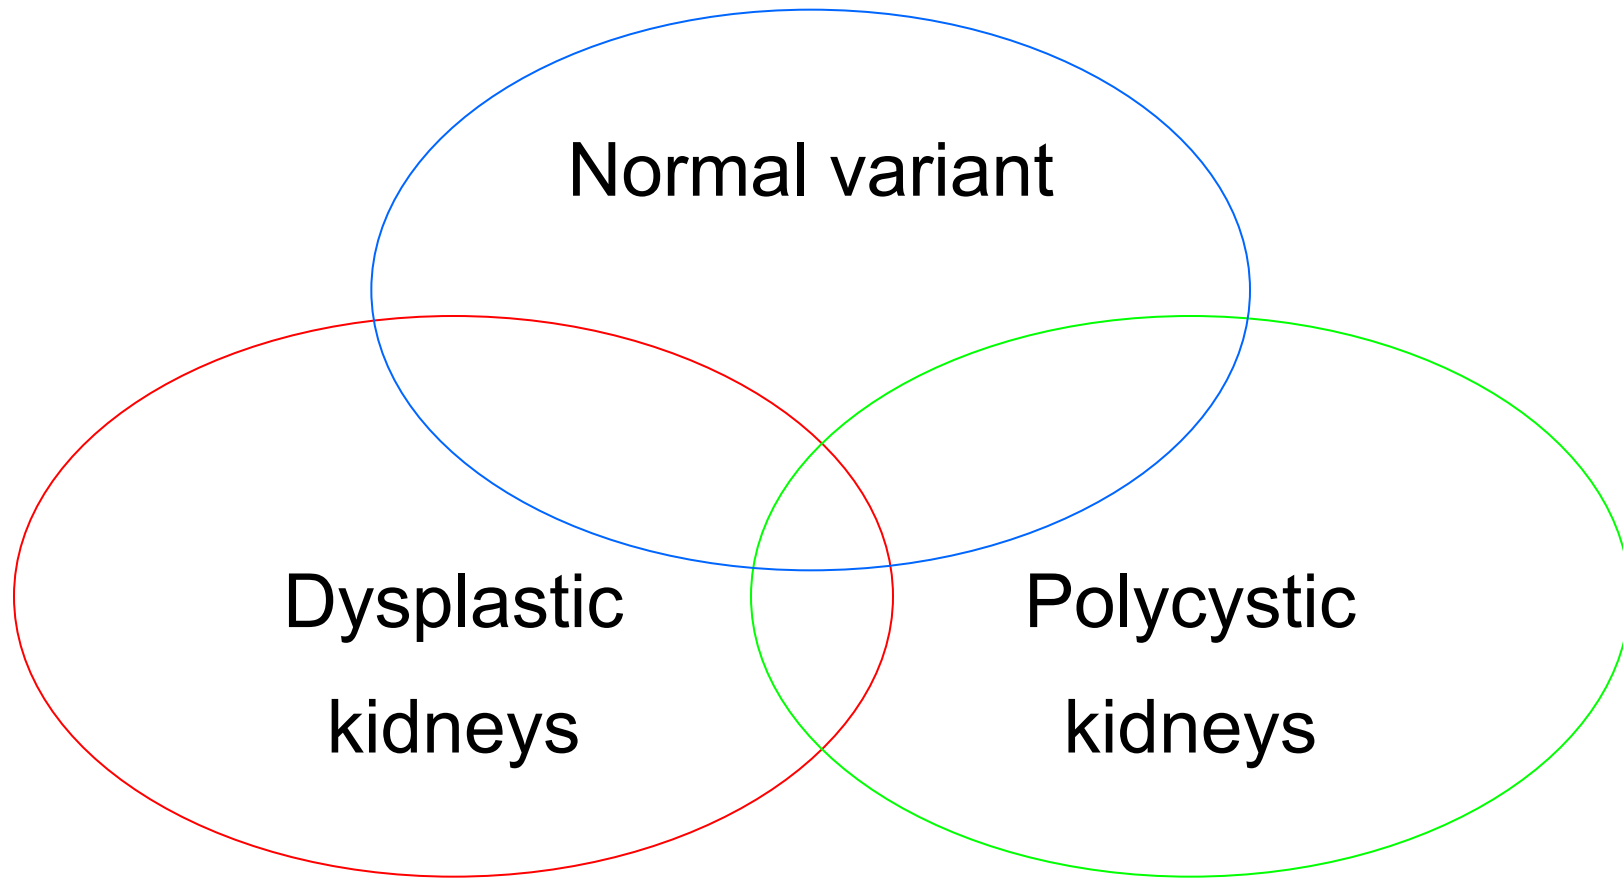 Normal variant
Dysplastic
kidneys
Polycystic
kidneys